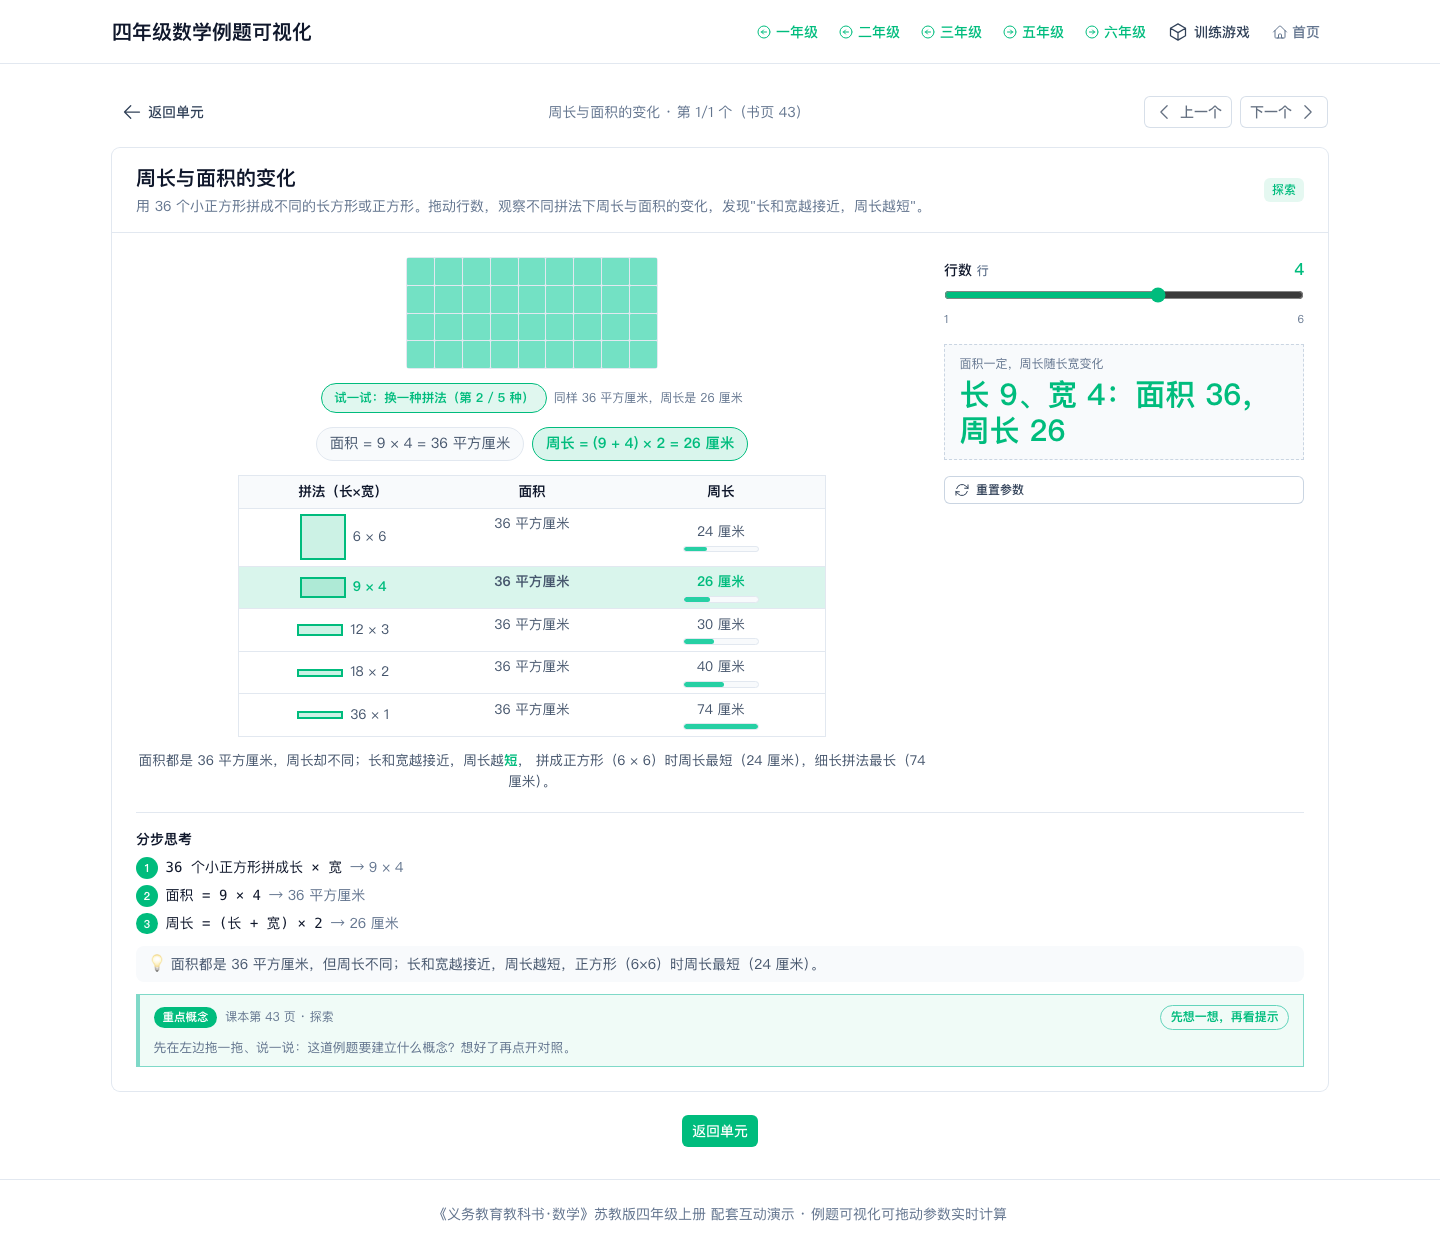 四年级数学例题可视化
一年级
二年级
三年级
五年级
六年级
训练游戏
首页
返回单元
周长与面积的变化 · 第 1/1 个（书页 43）
上一个
下一个
周长与面积的变化
用 36 个小正方形拼成不同的长方形或正方形。拖动行数，观察不同拼法下周长与面积的变化，发现"长和宽越接近，周长越短"。
探索
试一试：换一种拼法（第 2 / 5 种）
同样 36 平方厘米，周长是 26 厘米
面积 = 9 × 4 = 36 平方厘米
周长 = (9 + 4) × 2 = 26 厘米
拼法（长×宽） 面积 周长
6 × 6 36 平方厘米 24 厘米
9 × 4 36 平方厘米 26 厘米
12 × 3 36 平方厘米 30 厘米
18 × 2 36 平方厘米 40 厘米
36 × 1 36 平方厘米 74 厘米
面积都是 36 平方厘米，周长却不同；长和宽越接近，周长越短， 拼成正方形（6 × 6）时周长最短（24 厘米），细长拼法最长（74
厘米）。
行数 行 4
1 6
面积一定，周长随长宽变化
长 9、宽 4：面积 36，
周长 26
重置参数
分步思考
1 36 个小正方形拼成长 × 宽 → 9 × 4
2 面积 = 9 × 4 → 36 平方厘米
3 周长 = (长 + 宽) × 2 → 26 厘米
面积都是 36 平方厘米，但周长不同；长和宽越接近，周长越短，正方形（6×6）时周长最短（24 厘米）。
重点概念 课本第 43 页 · 探索
先想一想，再看提示
先在左边拖一拖、说一说：这道例题要建立什么概念？想好了再点开对照。
返回单元
《义务教育教科书·数学》苏教版四年级上册 配套互动演示 · 例题可视化可拖动参数实时计算